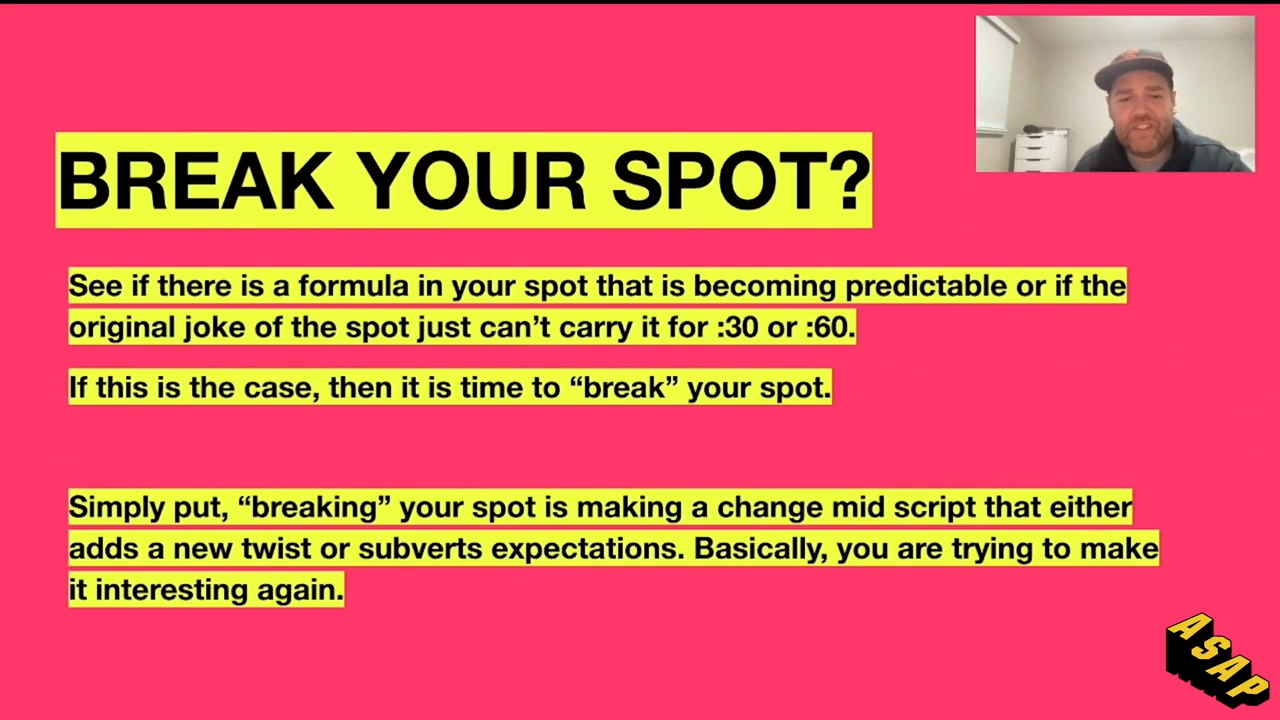 BREAK YOUR SPOT?
See if there is a formula in your spot that is becoming predictable or if the
original joke of the spot just can’t carry it for :30 or :60.
If this is the case, then it is time to “break” your spot.
Simply put, “breaking” your spot is making a change mid script that either
adds a new twist or subverts expectations. Basically, you are trying to make
it interesting again.
ASAP